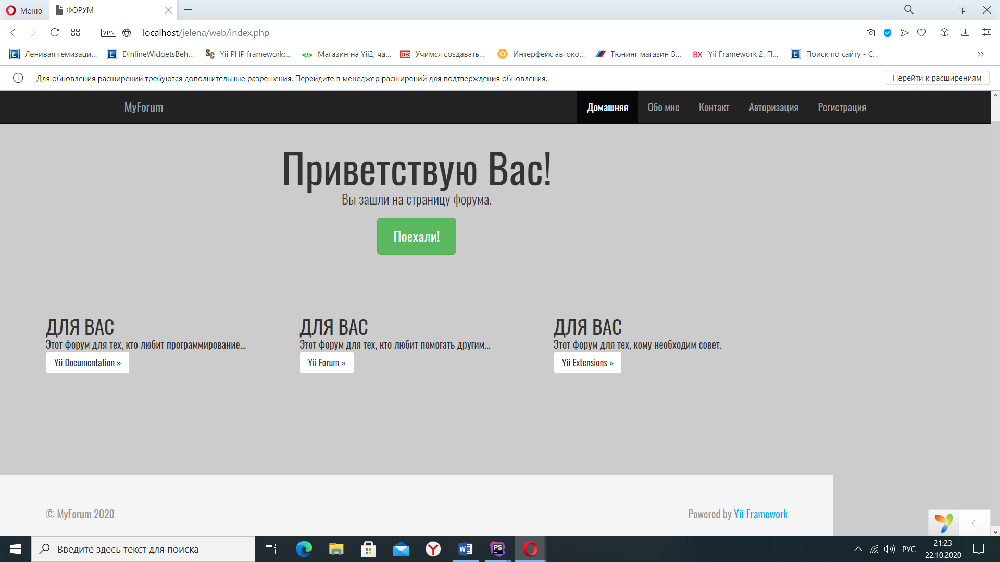 Меню
ФОРУМ
VPN
localhost/jelena/web/index.php
Ленивая темизаци... DInlineWidgetsBeh... Yii PHP framework:... Магазин на Yii2, ча... Учимся создавать... Интерфейс автоко... Тюнинг магазин B... Yii Framework 2. П... Поиск по сайту - С...
Для обновления расширений требуются дополнительные разрешения. Перейдите в менеджер расширений для подтверждения обновления.
Перейти к расширениям
MyForum
Домашняя Обо мне Контакт Авторизация Регистрация
Приветствую Вас!
Вы зашли на страницу форума.
Поехали!
ДЛЯ ВАС
Этот форум для тех, кто любит программирование...
Yii Documentation »
ДЛЯ ВАС
Этот форум для тех, кто любит помогать другим...
Yii Forum »
ДЛЯ ВАС
Этот форум для тех, кому необходим совет.
Yii Extensions »
© MyForum 2020
Powered by Yii Framework
Введите здесь текст для поиска
РУС
21:23
22.10.2020